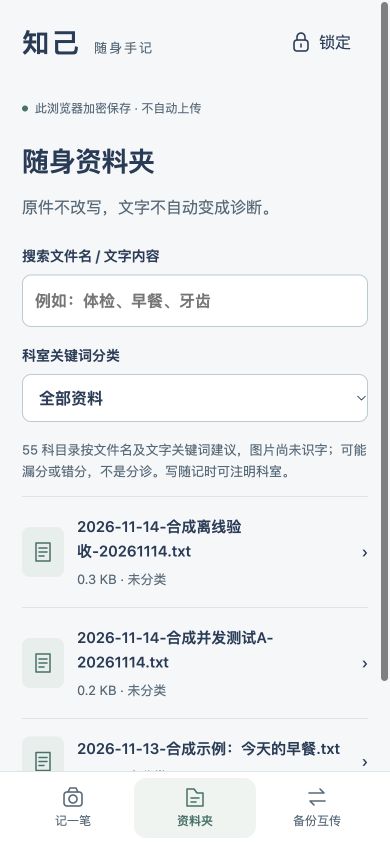 知己 随身手记 锁定
此浏览器加密保存 · 不自动上传
随身资料夹
原件不改写，文字不自动变成诊断。
搜索文件名 / 文字内容
例如：体检、早餐、牙齿
科室关键词分类
全部资料
55 科目录按文件名及文字关键词建议，图片尚未识字；可能
漏分或错分，不是分诊。写随记时可注明科室。
2026-11-14-合成离线验
收-20261114.txt
0.3 KB · 未分类
2026-11-14-合成并发测试A-
20261114.txt
0.2 KB · 未分类
2026-11-13-合成示例：今天的早餐.txt
记一笔 资料夹 备份互传